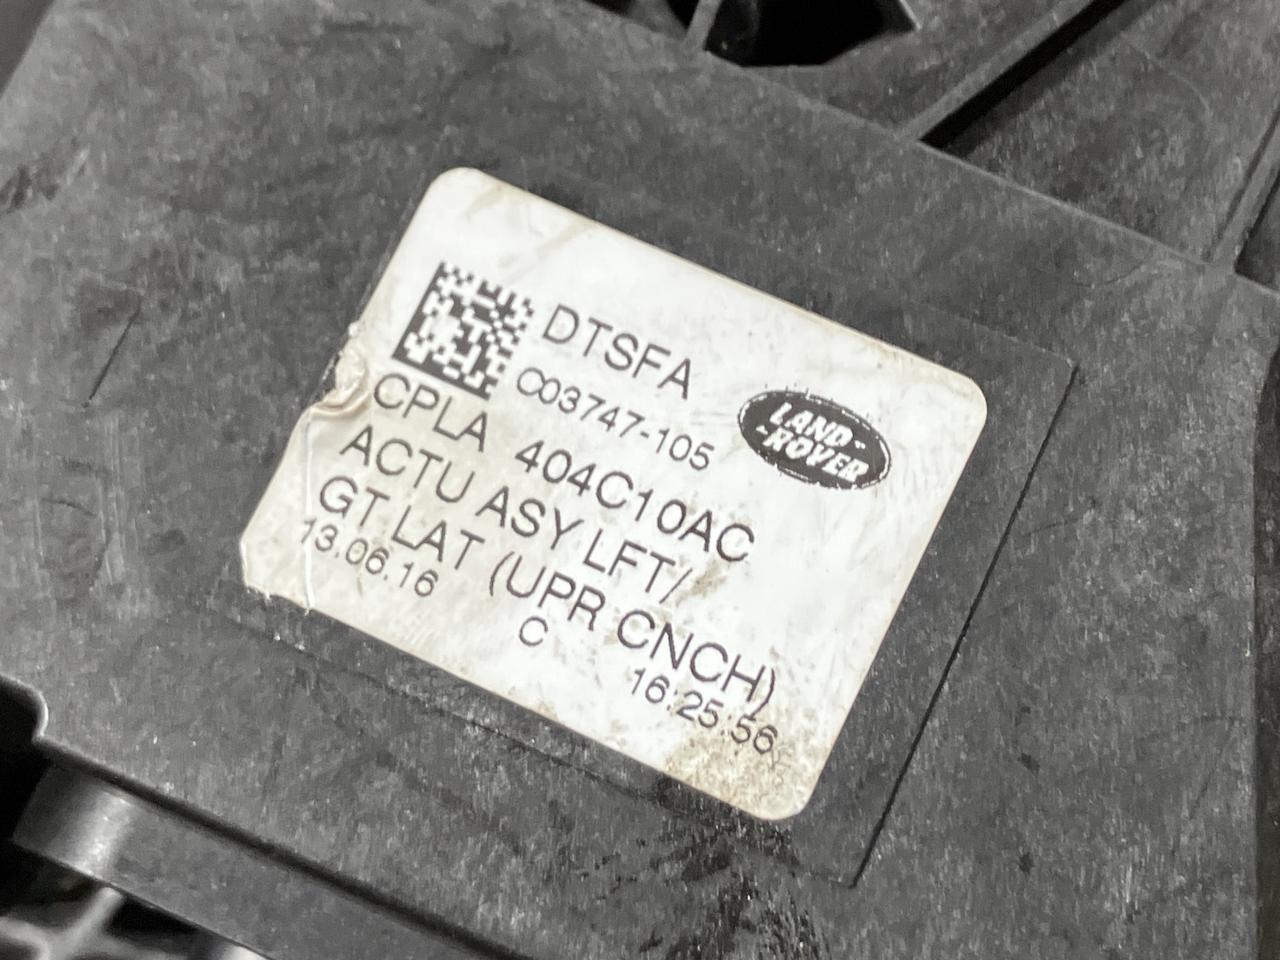 DTSFA
C03747-105
LAND-
-ROVER
CPLA 404C10AC
ACTU ASY LFT/
GT LAT (UPR CNCH)
13.06.16 C 16:25:56